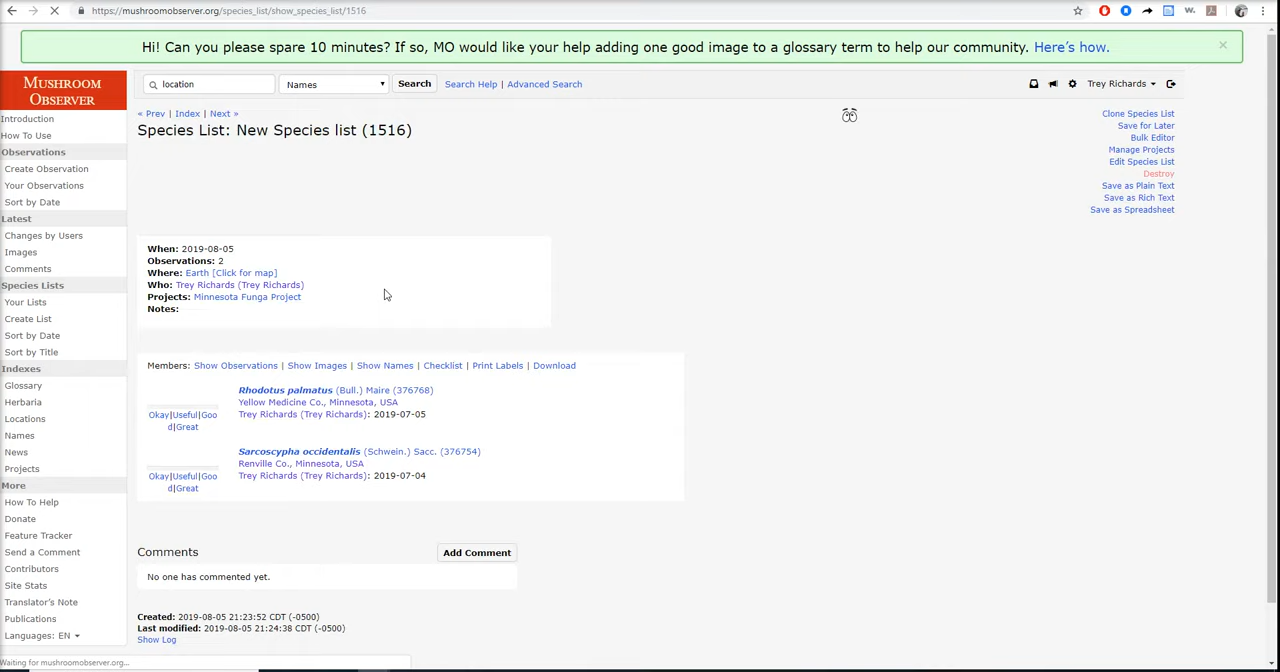 https://mushroomobserver.org/species_list/show_species_list/1516
Hi! Can you please spare 10 minutes? If so, MO would like your help adding one good image to a glossary term to help our community. Here's how.
×
MUSHROOM
OBSERVER
location
Names
Search
Search Help | Advanced Search
Trey Richards
« Prev | Index | Next »
Species List: New Species list (1516)
Clone Species List
Save for Later
Bulk Editor
Manage Projects
Edit Species List
Destroy
Save as Plain Text
Save as Rich Text
Save as Spreadsheet
Introduction
How To Use
Observations
Create Observation
Your Observations
Sort by Date
Latest
Changes by Users
Images
Comments
Species Lists
Your Lists
Create List
Sort by Date
Sort by Title
Indexes
Glossary
Herbaria
Locations
Names
News
Projects
More
How To Help
Donate
Feature Tracker
Send a Comment
Contributors
Site Stats
Translator's Note
Publications
Languages: EN
When: 2019-08-05
Observations: 2
Where: Earth [Click for map]
Who: Trey Richards (Trey Richards)
Projects: Minnesota Funga Project
Notes:
Members: Show Observations | Show Images | Show Names | Checklist | Print Labels | Download
Rhodotus palmatus (Bull.) Maire (376768)
Yellow Medicine Co., Minnesota, USA
Trey Richards (Trey Richards): 2019-07-05
Okay|Useful|Goo
d|Great
Sarcoscypha occidentalis (Schwein.) Sacc. (376754)
Renville Co., Minnesota, USA
Trey Richards (Trey Richards): 2019-07-04
Okay|Useful|Goo
d|Great
Comments
Add Comment
No one has commented yet.
Created: 2019-08-05 21:23:52 CDT (-0500)
Last modified: 2019-08-05 21:24:38 CDT (-0500)
Show Log
Waiting for mushroomobserver.org...